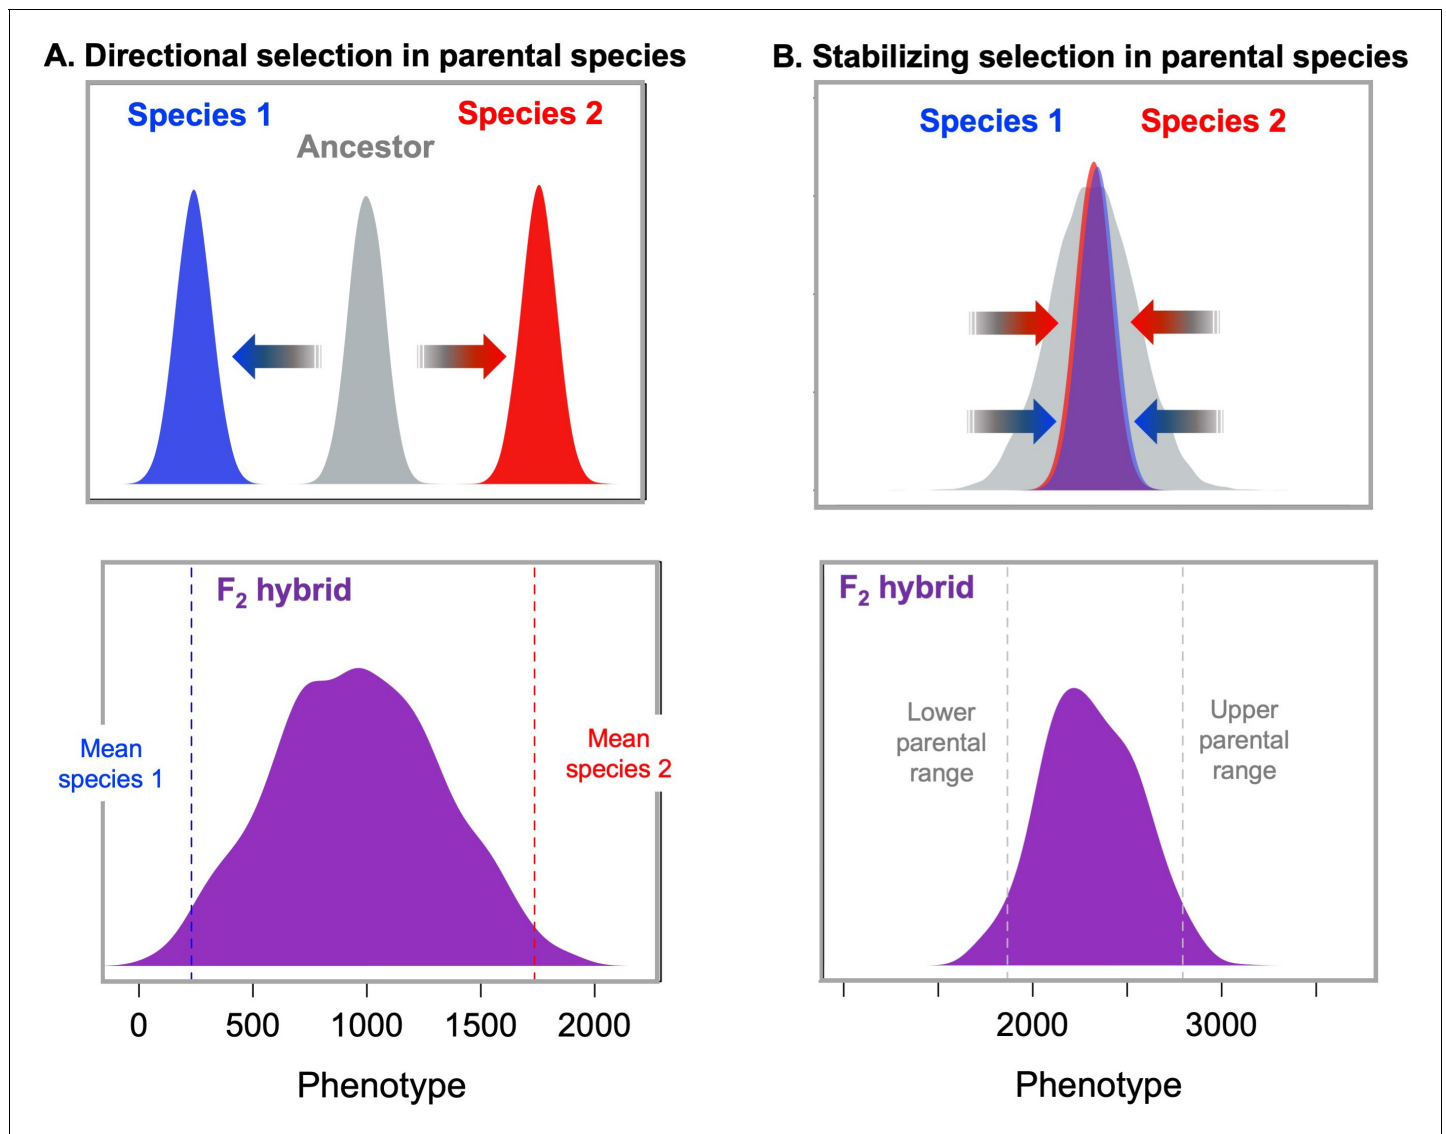 A. Directional selection in parental species
Species 1
Ancestor
Species 2
F2 hybrid
Mean
species 1
Mean
species 2
0 500 1000 1500 2000
Phenotype
B. Stabilizing selection in parental species
Species 1
Species 2
F2 hybrid
Lower
parental
range
Upper
parental
range
2000 3000
Phenotype